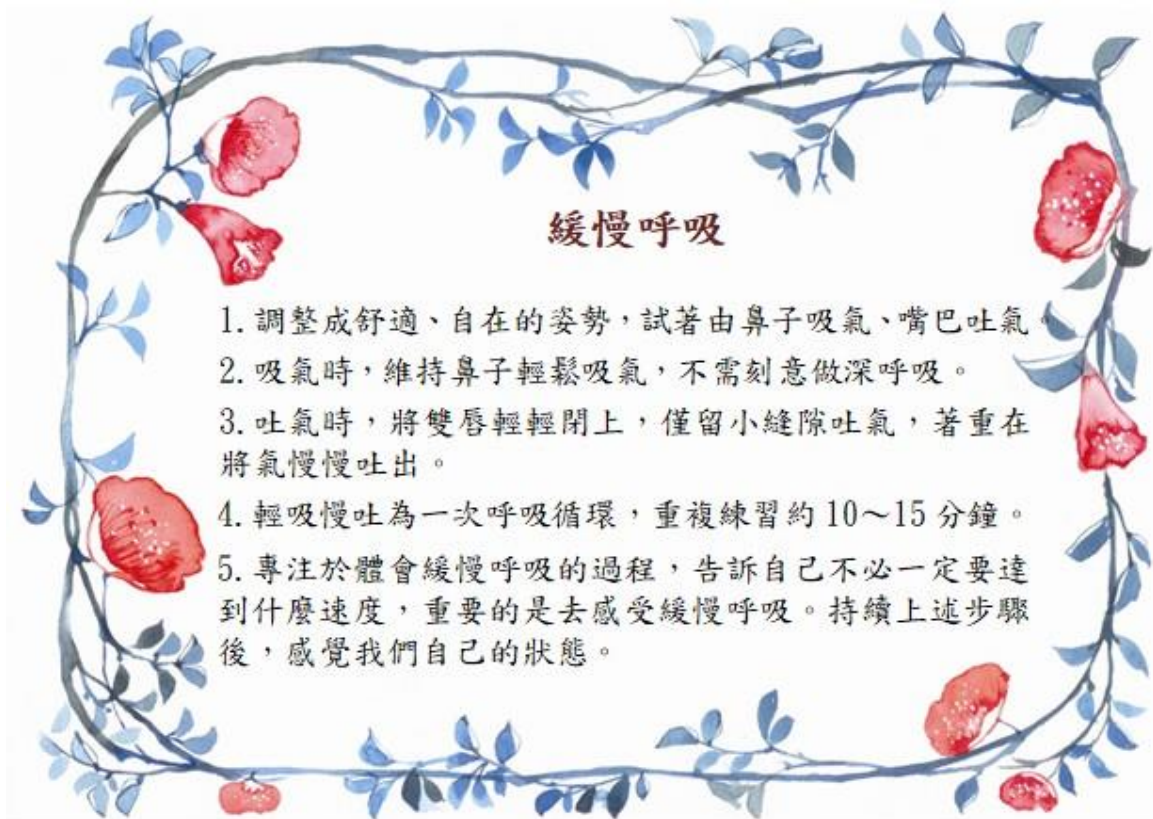 緩慢呼吸
1. 調整成舒適、自在的姿勢，試著由鼻子吸氣、嘴巴吐氣。
2. 吸氣時，維持鼻子輕鬆吸氣，不需刻意做深呼吸。
3. 吐氣時，將雙唇輕輕閉上，僅留小縫隙吐氣，著重在
將氣慢慢吐出。
4. 輕吸慢吐為一次呼吸循環，重複練習約 10～15 分鐘。
5. 專注於體會緩慢呼吸的過程，告訴自己不必一定要達
到什麼速度，重要的是去感受緩慢呼吸。持續上述步驟
後，感覺我們自己的狀態。